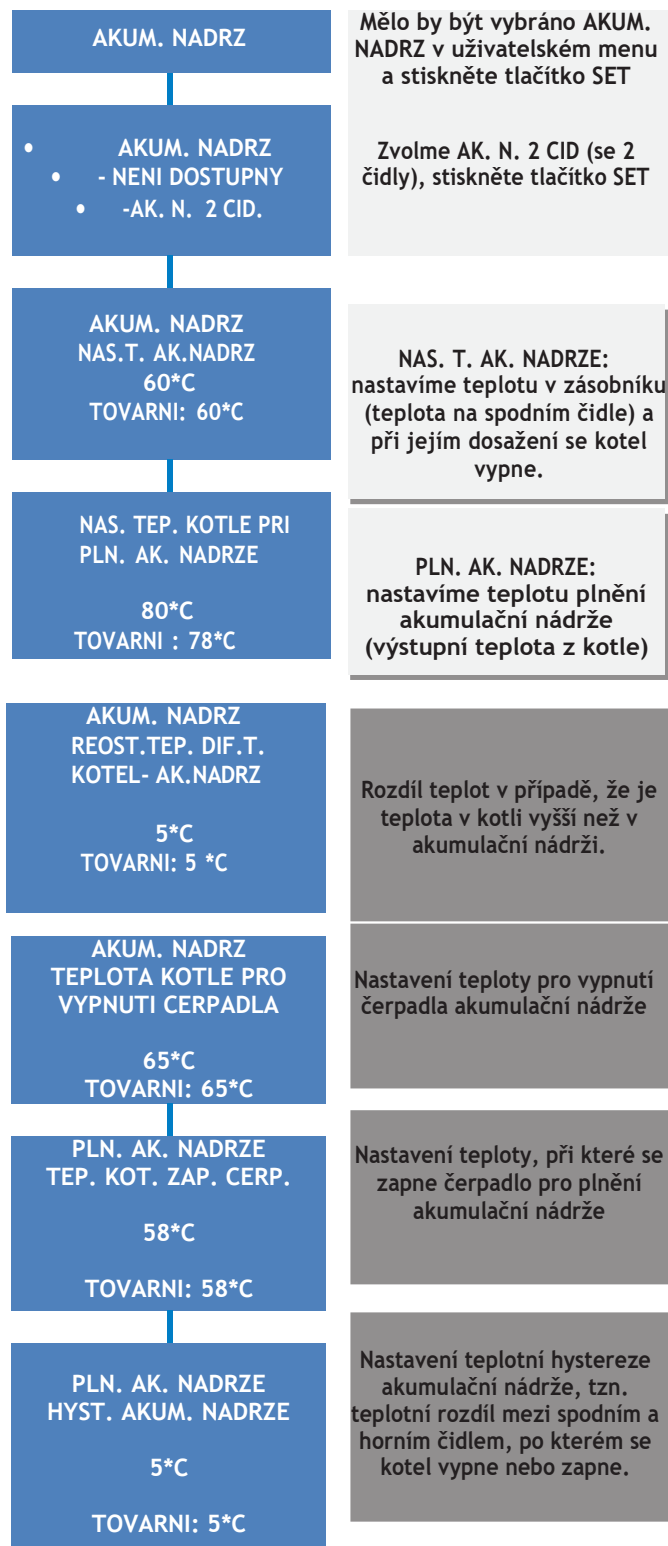 AKUM. NADRZ
Mělo by být vybráno AKUM.
NADRZ v uživatelském menu
a stiskněte tlačítko SET
• AKUM. NADRZ
• - NENI DOSTUPNY
• -AK. N. 2 CID.
Zvolme AK. N. 2 CID (se 2
čidly), stiskněte tlačítko SET
AKUM. NADRZ
NAS.T. AK.NADRZ
60*C
TOVARNI: 60*C
NAS. T. AK. NADRZE:
nastavíme teplotu v zásobníku
(teplota na spodním čidle) a
při jejím dosažení se kotel
vypne.
NAS. TEP. KOTLE PRI
PLN. AK. NADRZE
80*C
TOVARNI : 78*C
PLN. AK. NADRZE:
nastavíme teplotu plnění
akumulační nádrže
(výstupní teplota z kotle)
AKUM. NADRZ
REOST.TEP. DIF.T.
KOTEL- AK.NADRZ
5*C
TOVARNI: 5 *C
Rozdíl teplot v případě, že je
teplota v kotli vyšší než v
akumulační nádrži.
AKUM. NADRZ
TEPLOTA KOTLE PRO
VYPNUTI CERPADLA
65*C
TOVARNI: 65*C
Nastavení teploty pro vypnutí
čerpadla akumulační nádrže
PLN. AK. NADRZE
TEP. KOT. ZAP. CERP.
58*C
TOVARNI: 58*C
Nastavení teploty, při které se
zapne čerpadlo pro plnění
akumulační nádrže
PLN. AK. NADRZE
HYST. AKUM. NADRZE
5*C
TOVARNI: 5*C
Nastavení teplotní hystereze
akumulační nádrže, tzn.
teplotní rozdíl mezi spodním a
horním čidlem, po kterém se
kotel vypne nebo zapne.